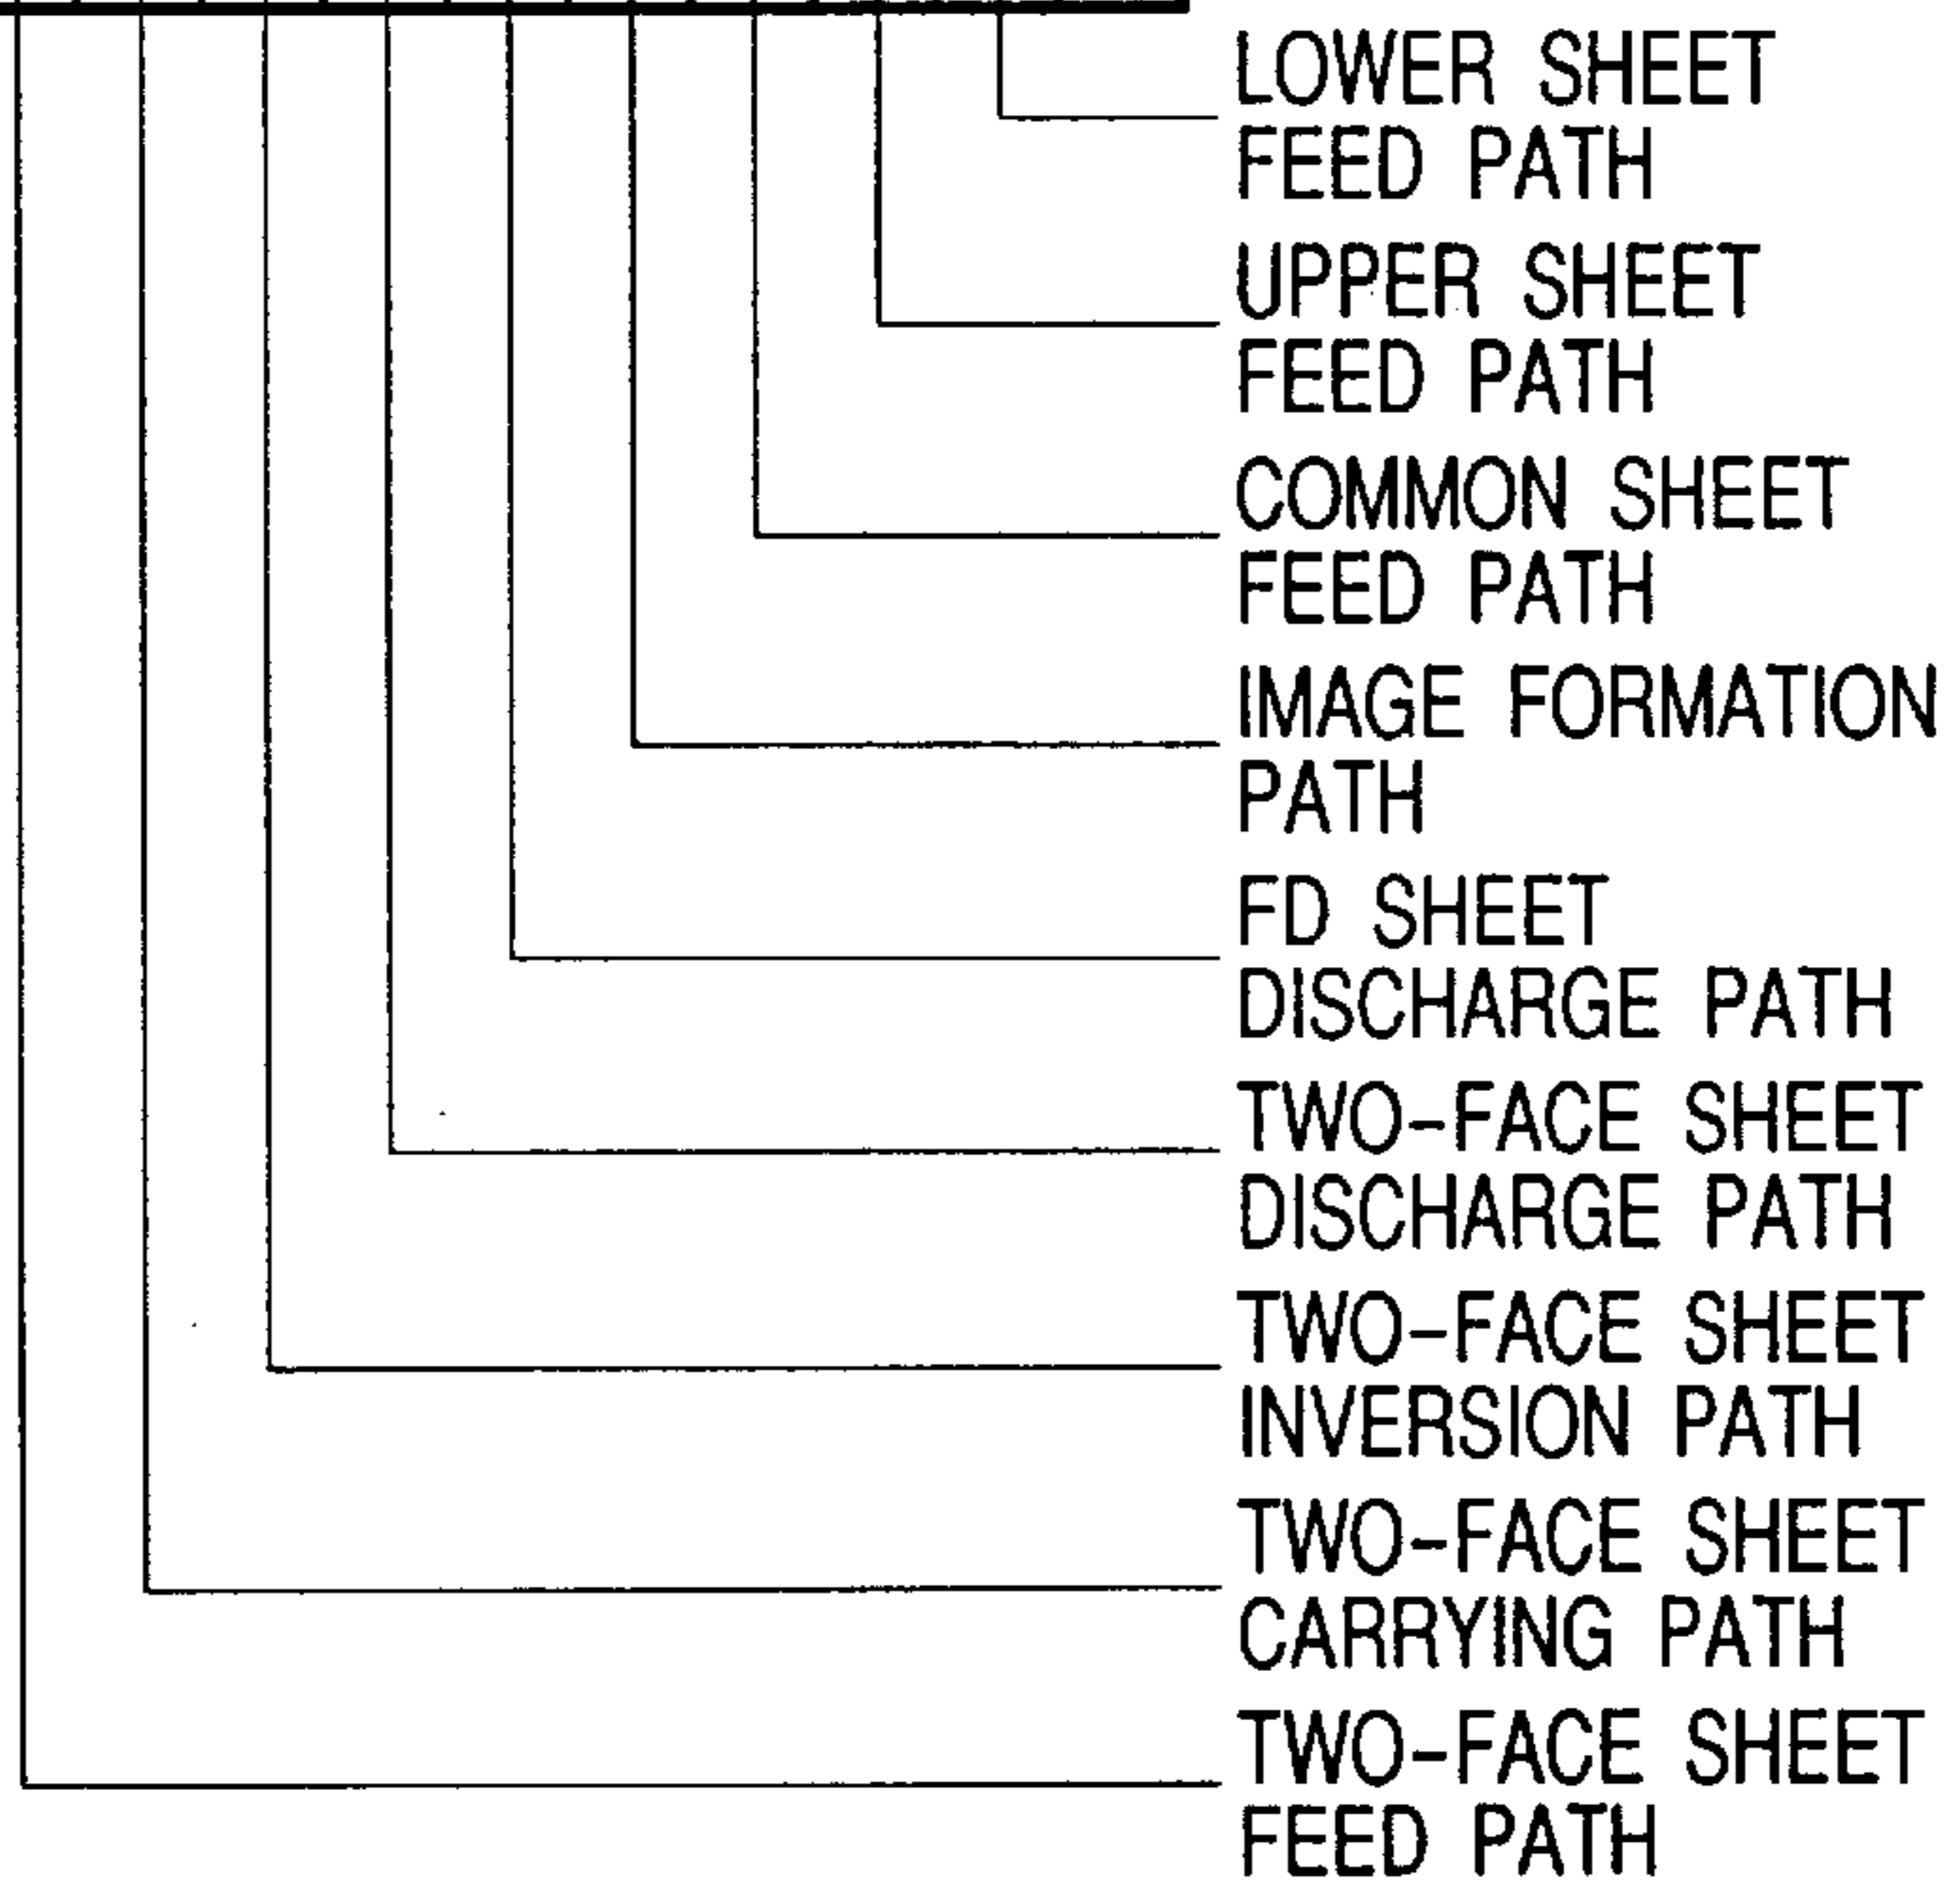 LOWER SHEET
FEED PATH
UPPER SHEET
FEED PATH
COMMON SHEET
FEED PATH
IMAGE FORMATION
PATH
FD SHEET
DISCHARGE PATH
TWO-FACE SHEET
DISCHARGE PATH
TWO-FACE SHEET
INVERSION PATH
TWO-FACE SHEET
CARRYING PATH
TWO-FACE SHEET
FEED PATH